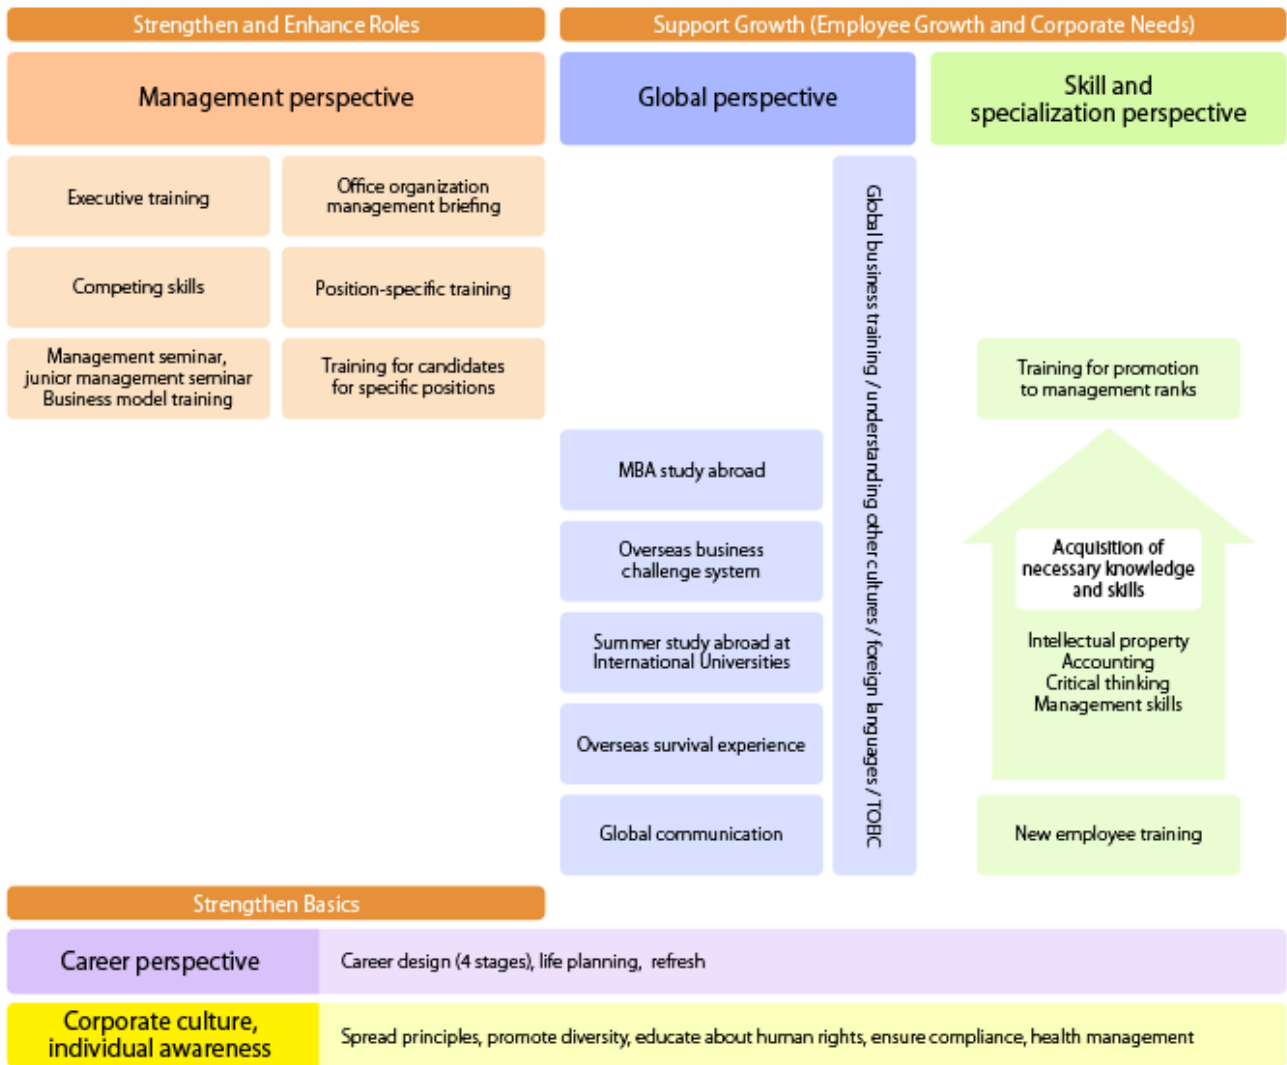 Strengthen and Enhance Roles
Support Growth (Employee Growth and Corporate Needs)
Management perspective
Global perspective
Skill and
specialization perspective
Executive training
Office organization
management briefing
Competing skills
Position-specific training
Management seminar,
junior management seminar
Business model training
Training for candidates
for specific positions
MBA study abroad
Overseas business
challenge system
Summer study abroad at
International Universities
Overseas survival experience
Global communication
Global business training / understanding other cultures / foreign languages / TOEIC
Training for promotion
to management ranks
Acquisition of
necessary knowledge
and skills
Intellectual property
Accounting
Critical thinking
Management skills
New employee training
Strengthen Basics
Career perspective
Career design (4 stages), life planning, refresh
Corporate culture,
individual awareness
Spread principles, promote diversity, educate about human rights, ensure compliance, health management